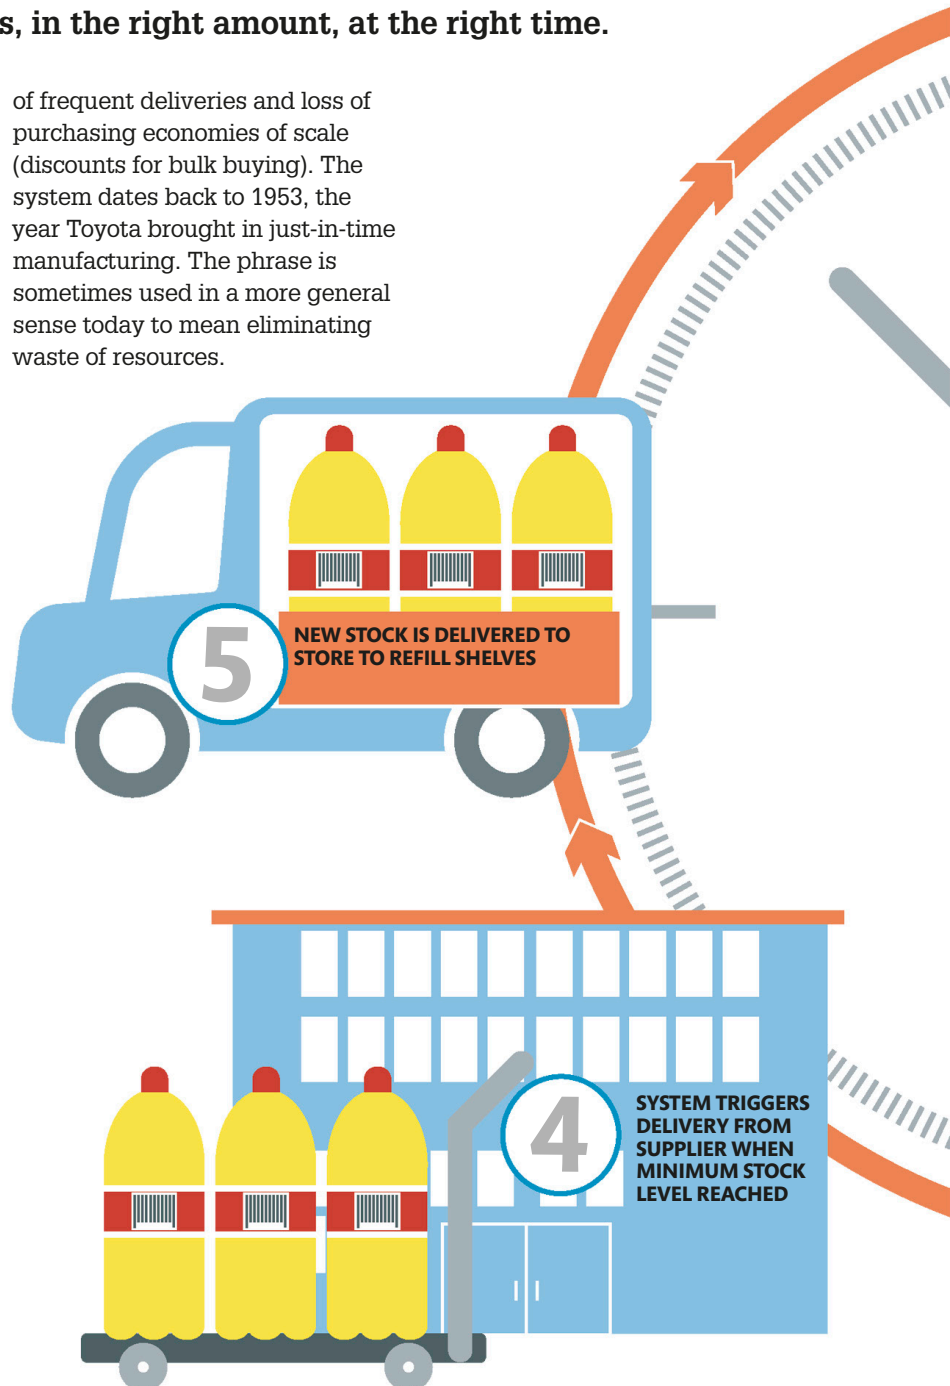 s, in the right amount, at the right time.
of frequent deliveries and loss of
purchasing economies of scale
(discounts for bulk buying). The
system dates back to 1953, the
year Toyota brought in just-in-time
manufacturing. The phrase is
sometimes used in a more general
sense today to mean eliminating
waste of resources.
5
NEW STOCK IS DELIVERED TO
STORE TO REFILL SHELVES
4
SYSTEM TRIGGERS
DELIVERY FROM
SUPPLIER WHEN
MINIMUM STOCK
LEVEL REACHED